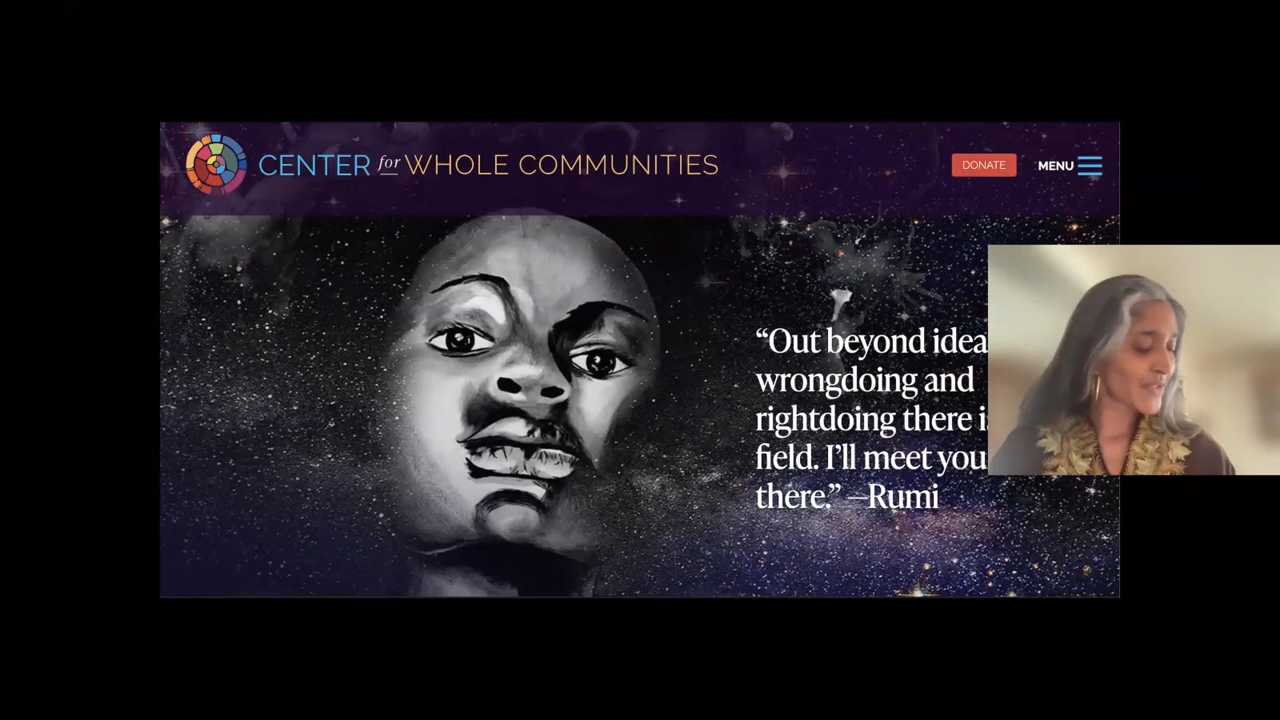 CENTER for WHOLE COMMUNITIES
DONATE
MENU
“Out beyond idea
wrongdoing and
rightdoing there i
field. I’ll meet you
there.” —Rumi